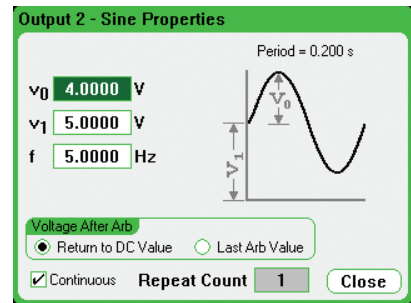 Output 2 - Sine Properties
Period = 0.200 s
v0 4.0000 V
v1 5.0000 V
f 5.0000 Hz
V0
V1
Voltage After Arb
Return to DC Value Last Arb Value
Continuous Repeat Count 1 Close